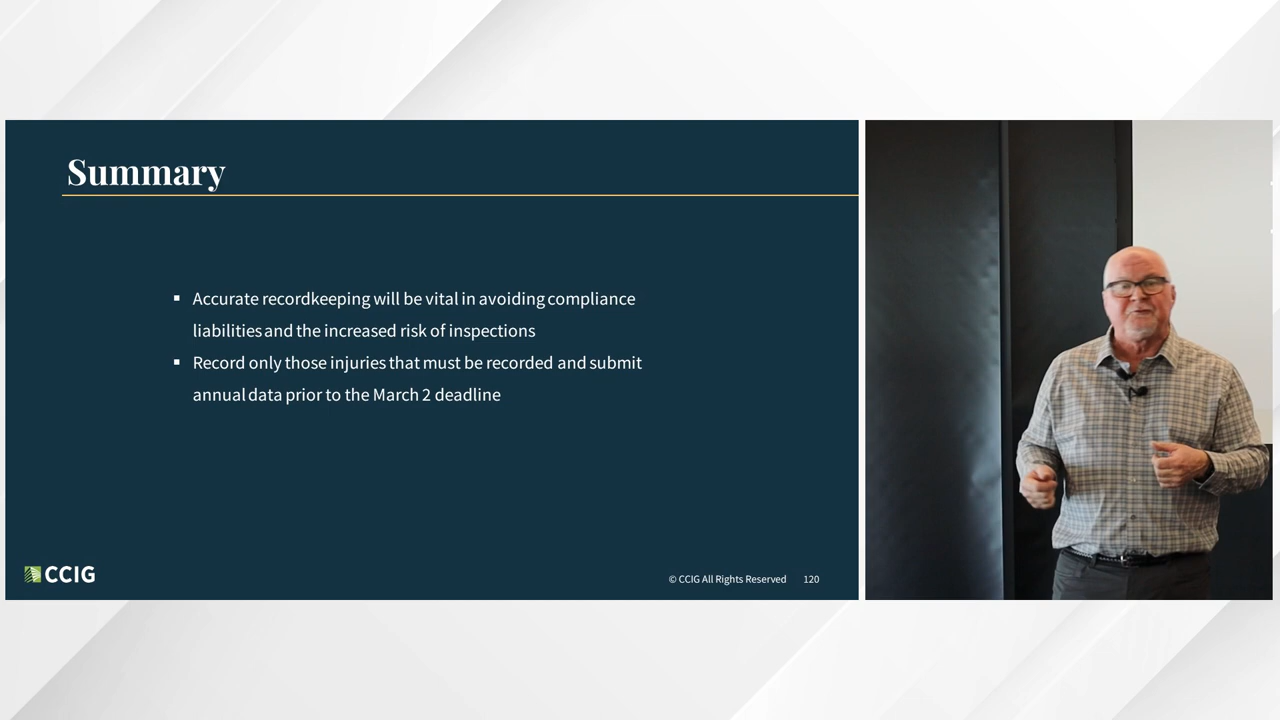 Summary
▪ Accurate recordkeeping will be vital in avoiding compliance
liabilities and the increased risk of inspections
▪ Record only those injuries that must be recorded and submit
annual data prior to the March 2 deadline
CCIG
© CCIG All Rights Reserved 120